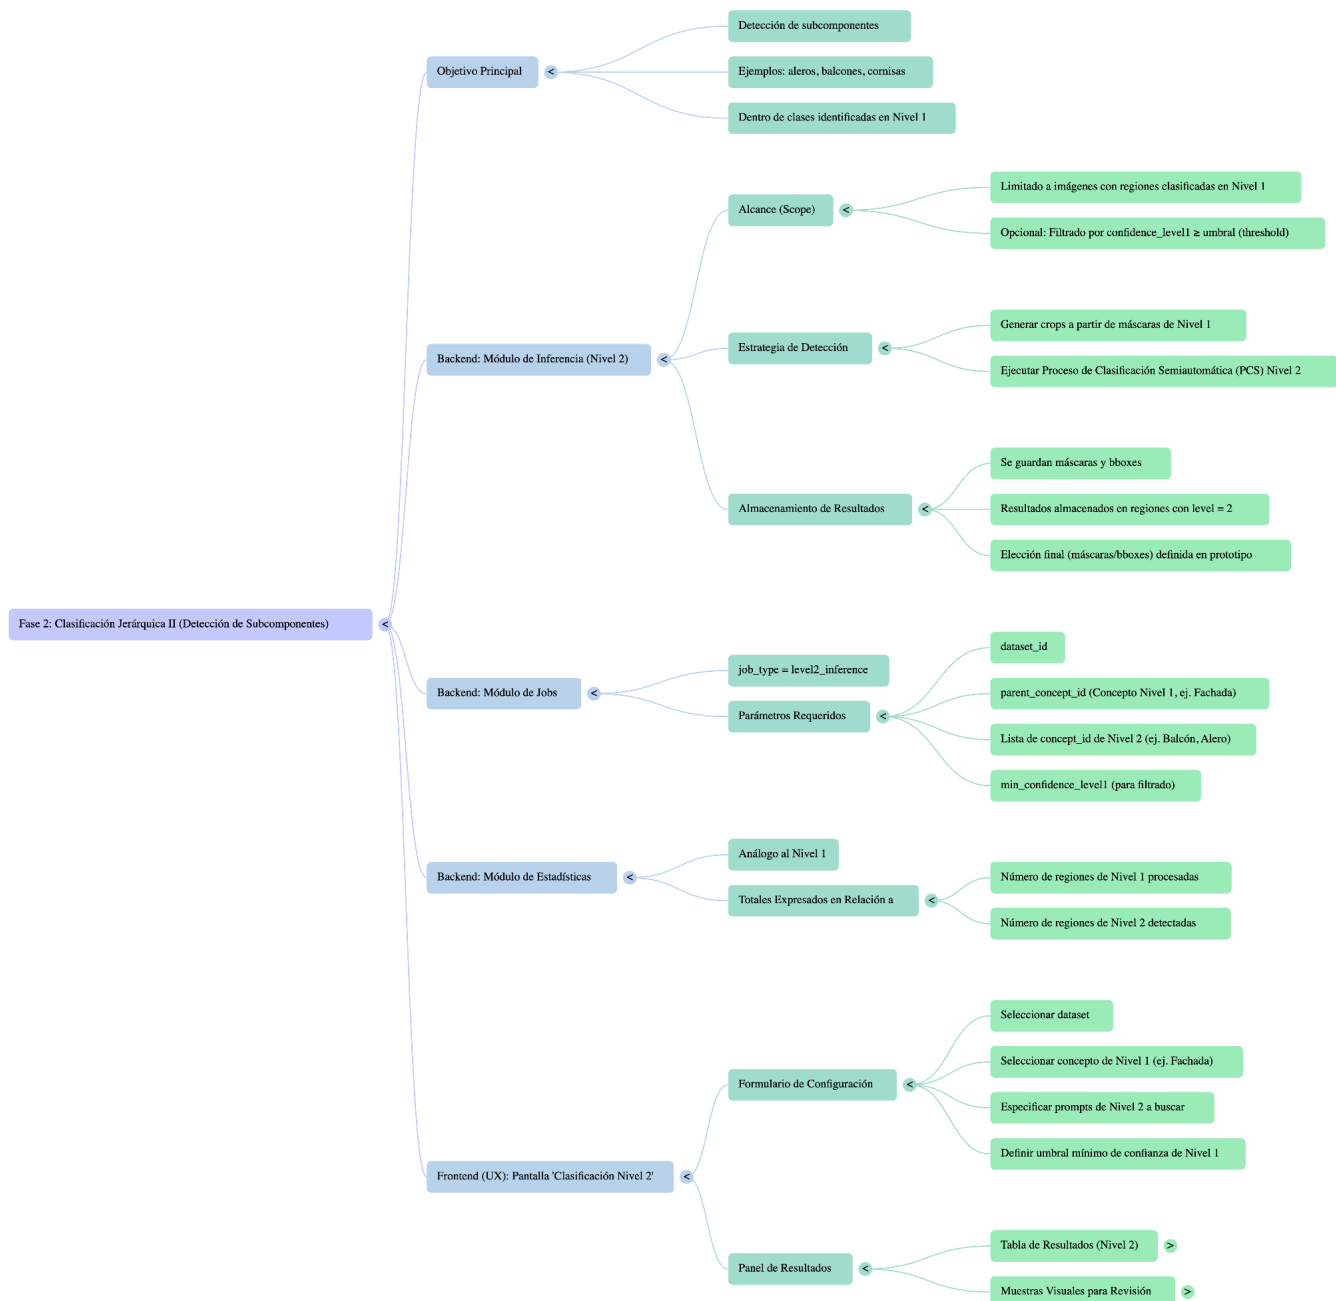 Fase 2: Clasificación Jerárquica II (Detección de Subcomponentes)
<
Objetivo Principal
<
Detección de subcomponentes
Ejemplos: aleros, balcones, cornisas
Dentro de clases identificadas en Nivel 1
Backend: Módulo de Inferencia (Nivel 2)
<
Alcance (Scope)
<
Limitado a imágenes con regiones clasificadas en Nivel 1
Opcional: Filtrado por confidence_level1 ≥ umbral (threshold)
Estrategia de Detección
<
Generar crops a partir de máscaras de Nivel 1
Ejecutar Proceso de Clasificación Semiautomática (PCS) Nivel 2
Almacenamiento de Resultados
<
Se guardan máscaras y bboxes
Resultados almacenados en regiones con level = 2
Elección final (máscaras/bboxes) definida en prototipo
Backend: Módulo de Jobs
<
job_type = level2_inference
Parámetros Requeridos
<
dataset_id
parent_concept_id (Concepto Nivel 1, ej. Fachada)
Lista de concept_id de Nivel 2 (ej. Balcón, Alero)
min_confidence_level1 (para filtrado)
Backend: Módulo de Estadísticas
<
Análogo al Nivel 1
Totales Expresados en Relación a
<
Número de regiones de Nivel 1 procesadas
Número de regiones de Nivel 2 detectadas
Frontend (UX): Pantalla 'Clasificación Nivel 2'
<
Formulario de Configuración
<
Seleccionar dataset
Seleccionar concepto de Nivel 1 (ej. Fachada)
Especificar prompts de Nivel 2 a buscar
Definir umbral mínimo de confianza de Nivel 1
Panel de Resultados
<
Tabla de Resultados (Nivel 2)
>
Muestras Visuales para Revisión
>